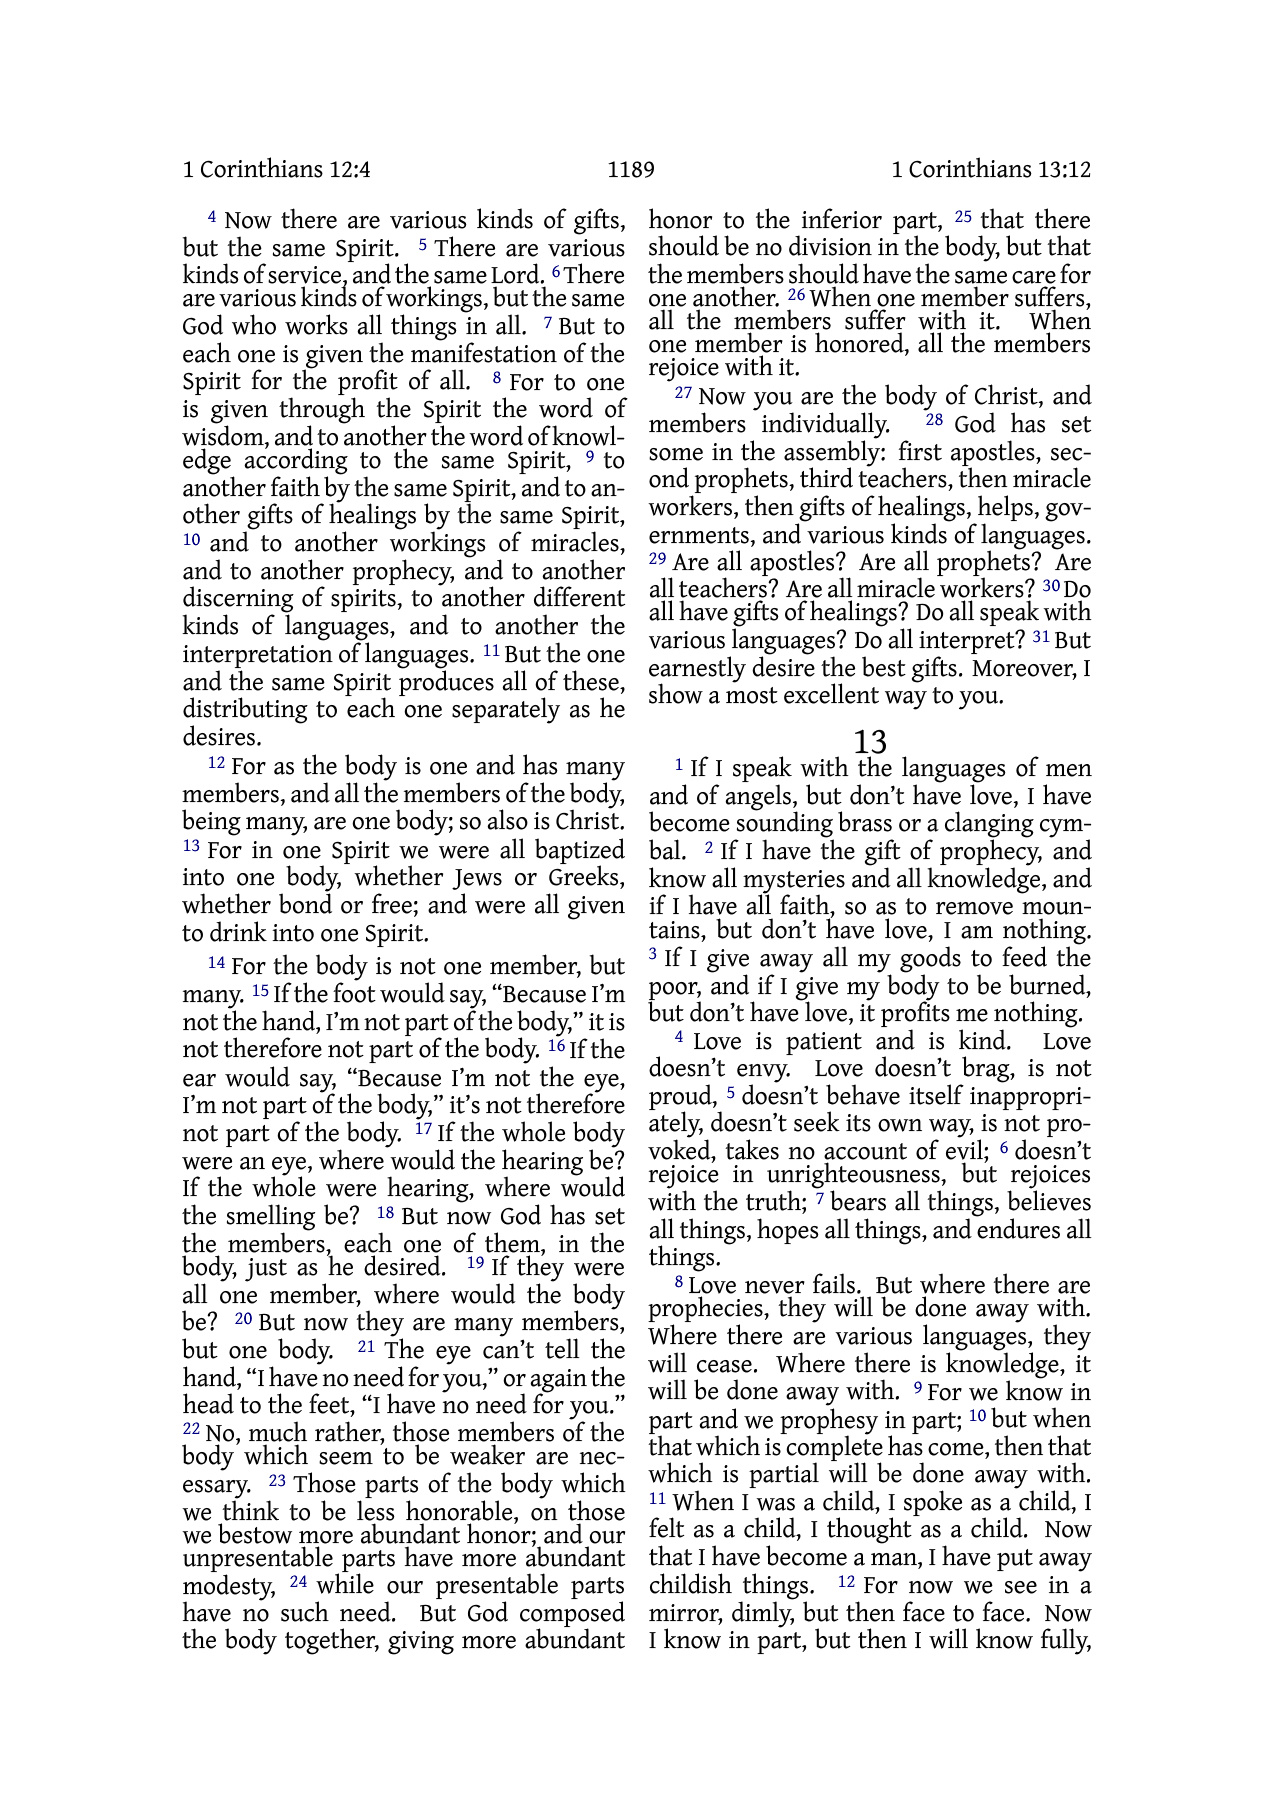 1 Corinthians 12:4 1189 1 Corinthians 13:12
4 Now there are various kinds of gifts,
but the same Spirit. 5 There are various
kinds of service, and the same Lord. 6 There
are various kinds of workings, but the same
God who works all things in all. 7 But to
each one is given the manifestation of the
Spirit for the profit of all. 8 For to one
is given through the Spirit the word of
wisdom, and to another the word of knowl-
edge according to the same Spirit, 9 to
another faith by the same Spirit, and to an-
other gifts of healings by the same Spirit,
10 and to another workings of miracles,
and to another prophecy, and to another
discerning of spirits, to another different
kinds of languages, and to another the
interpretation of languages. 11 But the one
and the same Spirit produces all of these,
distributing to each one separately as he
desires.
12 For as the body is one and has many
members, and all the members of the body,
being many, are one body; so also is Christ.
13 For in one Spirit we were all baptized
into one body, whether Jews or Greeks,
whether bond or free; and were all given
to drink into one Spirit.
14 For the body is not one member, but
many. 15 If the foot would say, “Because I’m
not the hand, I’m not part of the body,” it is
not therefore not part of the body. 16 If the
ear would say, “Because I’m not the eye,
I’m not part of the body,” it’s not therefore
not part of the body. 17 If the whole body
were an eye, where would the hearing be?
If the whole were hearing, where would
the smelling be? 18 But now God has set
the members, each one of them, in the
body, just as he desired. 19 If they were
all one member, where would the body
be? 20 But now they are many members,
but one body. 21 The eye can’t tell the
hand, “I have no need for you,” or again the
head to the feet, “I have no need for you.”
22 No, much rather, those members of the
body which seem to be weaker are nec-
essary. 23 Those parts of the body which
we think to be less honorable, on those
we bestow more abundant honor; and our
unpresentable parts have more abundant
modesty, 24 while our presentable parts
have no such need. But God composed
the body together, giving more abundant
honor to the inferior part, 25 that there
should be no division in the body, but that
the members should have the same care for
one another. 26 When one member suffers,
all the members suffer with it. When
one member is honored, all the members
rejoice with it.
27 Now you are the body of Christ, and
members individually. 28 God has set
some in the assembly: first apostles, sec-
ond prophets, third teachers, then miracle
workers, then gifts of healings, helps, gov-
ernments, and various kinds of languages.
29 Are all apostles? Are all prophets? Are
all teachers? Are all miracle workers? 30 Do
all have gifts of healings? Do all speak with
various languages? Do all interpret? 31 But
earnestly desire the best gifts. Moreover, I
show a most excellent way to you.
13
1 If I speak with the languages of men
and of angels, but don’t have love, I have
become sounding brass or a clanging cym-
bal. 2 If I have the gift of prophecy, and
know all mysteries and all knowledge, and
if I have all faith, so as to remove moun-
tains, but don’t have love, I am nothing.
3 If I give away all my goods to feed the
poor, and if I give my body to be burned,
but don’t have love, it profits me nothing.
4 Love is patient and is kind. Love
doesn’t envy. Love doesn’t brag, is not
proud, 5 doesn’t behave itself inappropri-
ately, doesn’t seek its own way, is not pro-
voked, takes no account of evil; 6 doesn’t
rejoice in unrighteousness, but rejoices
with the truth; 7 bears all things, believes
all things, hopes all things, and endures all
things.
8 Love never fails. But where there are
prophecies, they will be done away with.
Where there are various languages, they
will cease. Where there is knowledge, it
will be done away with. 9 For we know in
part and we prophesy in part; 10 but when
that which is complete has come, then that
which is partial will be done away with.
11 When I was a child, I spoke as a child, I
felt as a child, I thought as a child. Now
that I have become a man, I have put away
childish things. 12 For now we see in a
mirror, dimly, but then face to face. Now
I know in part, but then I will know fully,